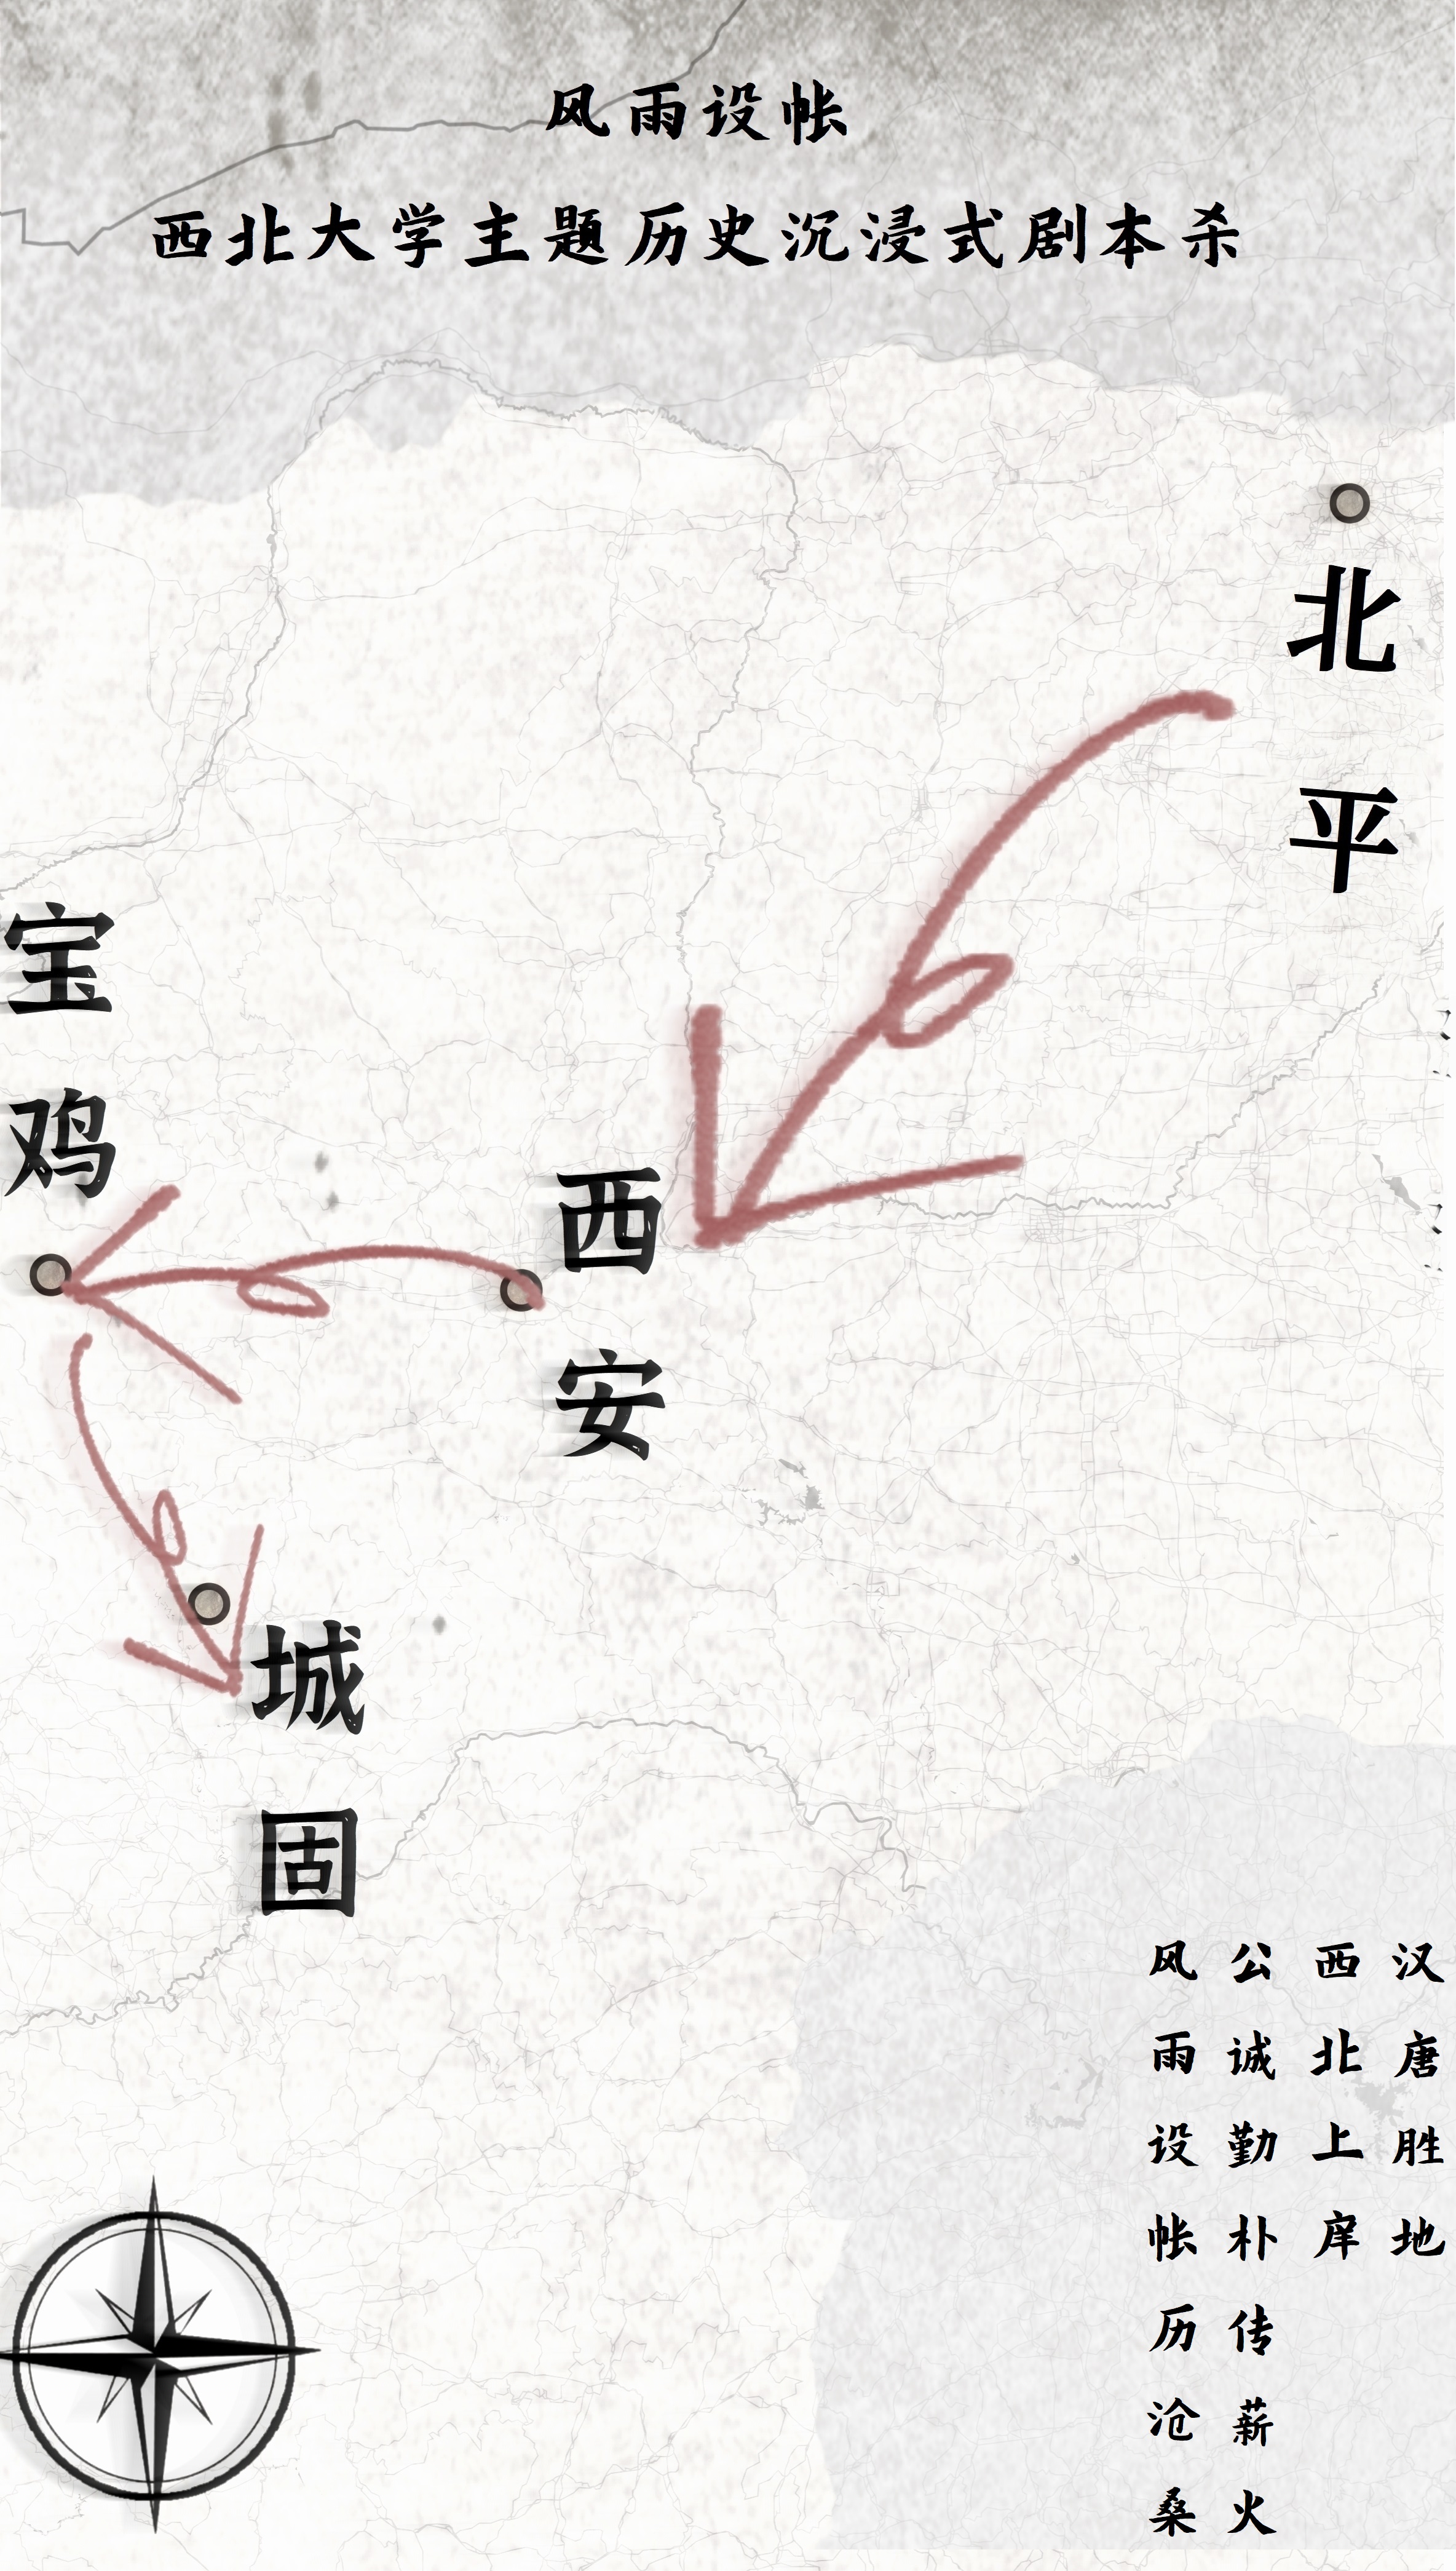 风雨设帐
西北大学主题历史沉浸式剧本杀
北平
宝鸡
西安
城固
汉唐胜地
西北上庠
公诚勤朴传薪火
风雨设帐历沧桑